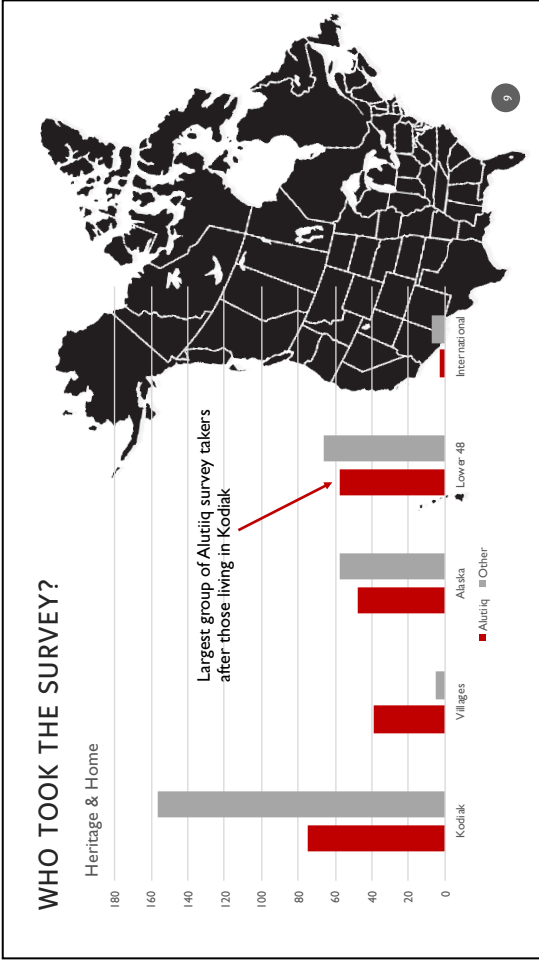 WHO TOOK THE SURVEY?
Heritage & Home
180
160
140
120
100
80
60
40
20
0
Largest group of Alutiiq survey takers
after those living in Kodiak
Kodiak
Villages
Alaska
Lower 48
International
Alutiiq
Other
9